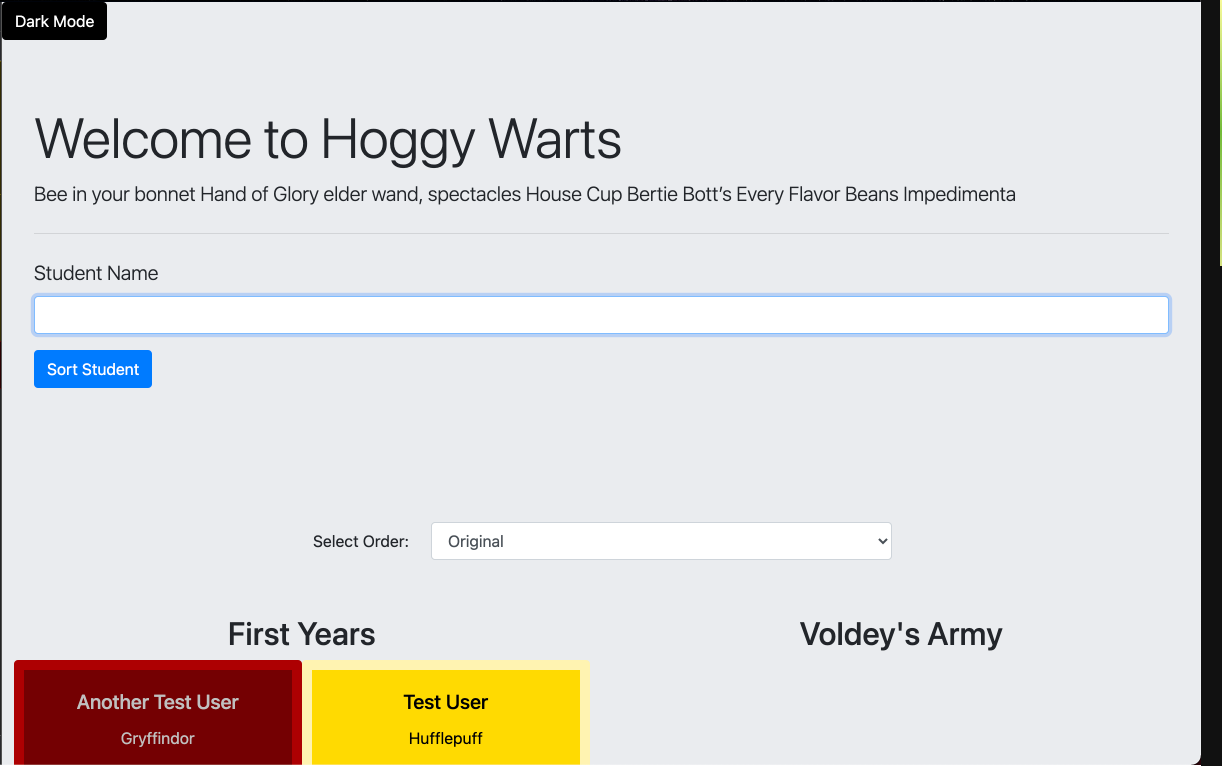 Dark Mode
Welcome to Hoggy Warts
Bee in your bonnet Hand of Glory elder wand, spectacles House Cup Bertie Bott’s Every Flavor Beans Impedimenta
Student Name
Sort Student
Select Order:
Original
First Years
Voldey's Army
Another Test User
Gryffindor
Test User
Hufflepuff